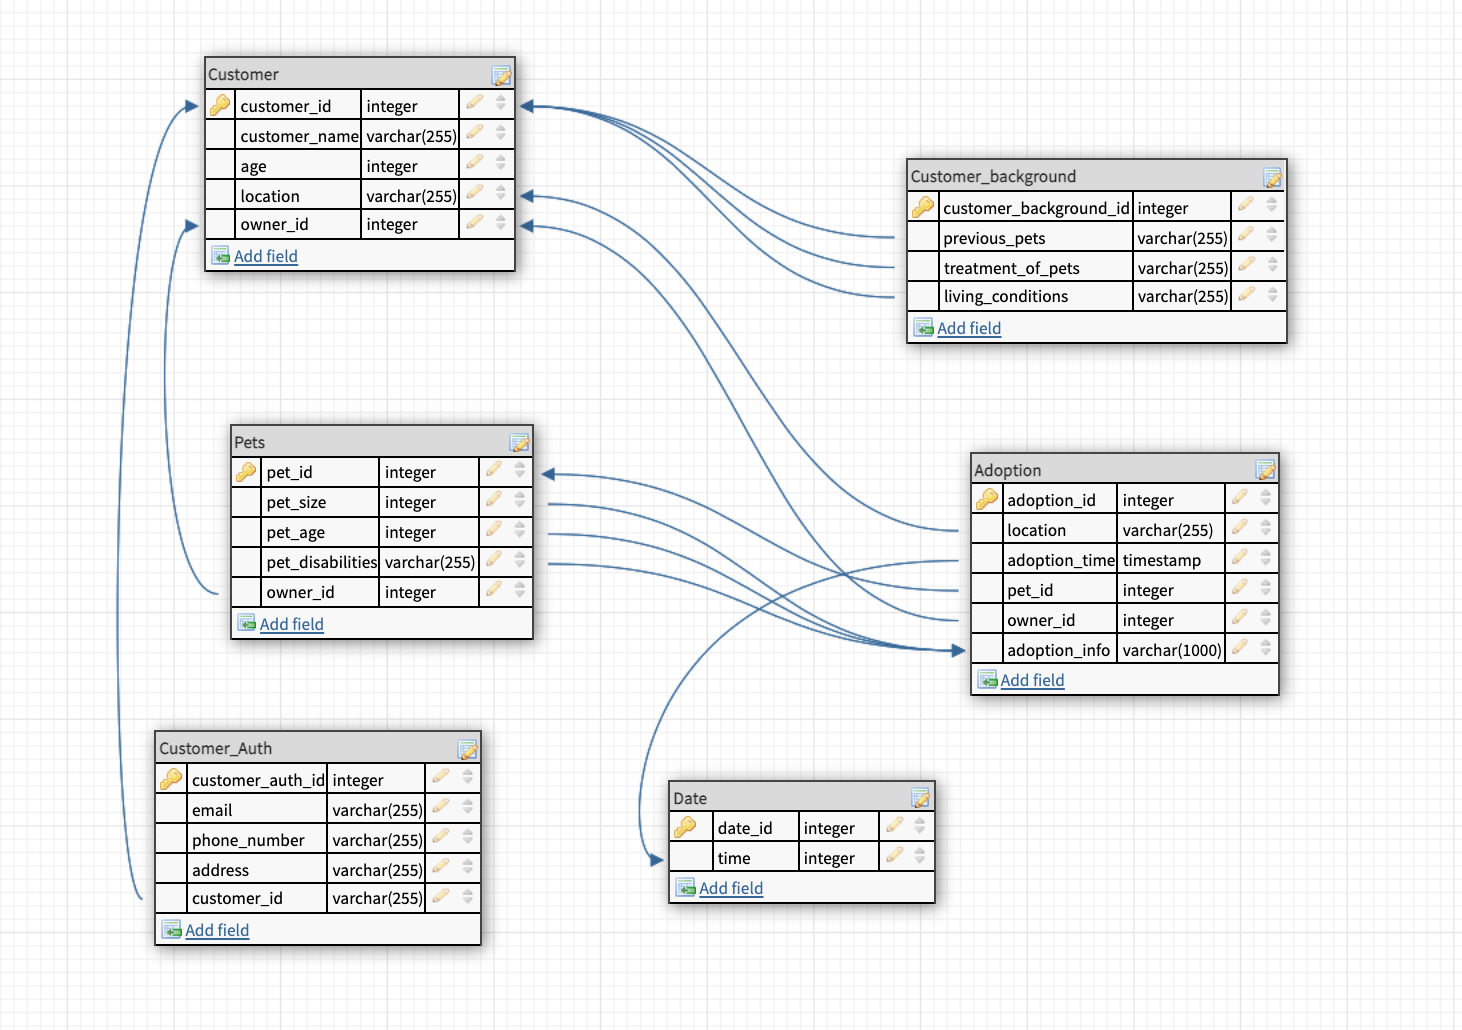 Customer
customer_id integer
customer_name varchar(255)
age integer
location varchar(255)
owner_id integer
Add field
Customer_background
customer_background_id integer
previous_pets varchar(255)
treatment_of_pets varchar(255)
living_conditions varchar(255)
Add field
Pets
pet_id integer
pet_size integer
pet_age integer
pet_disabilities varchar(255)
owner_id integer
Add field
Adoption
adoption_id integer
location varchar(255)
adoption_time timestamp
pet_id integer
owner_id integer
adoption_info varchar(1000)
Add field
Customer_Auth
customer_auth_id integer
email varchar(255)
phone_number varchar(255)
address varchar(255)
customer_id varchar(255)
Add field
Date
date_id integer
time integer
Add field